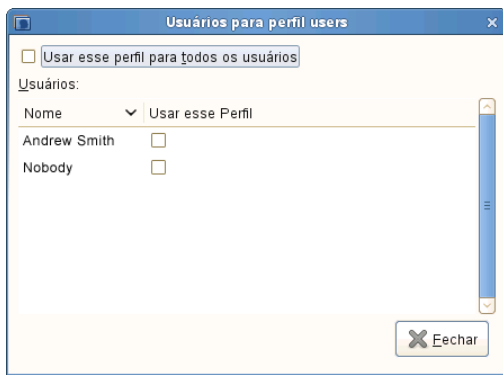 Usuários para perfil users
Usar esse perfil para todos os usuários
Usuários:
Nome Usar esse Perfil
Andrew Smith
Nobody
Fechar